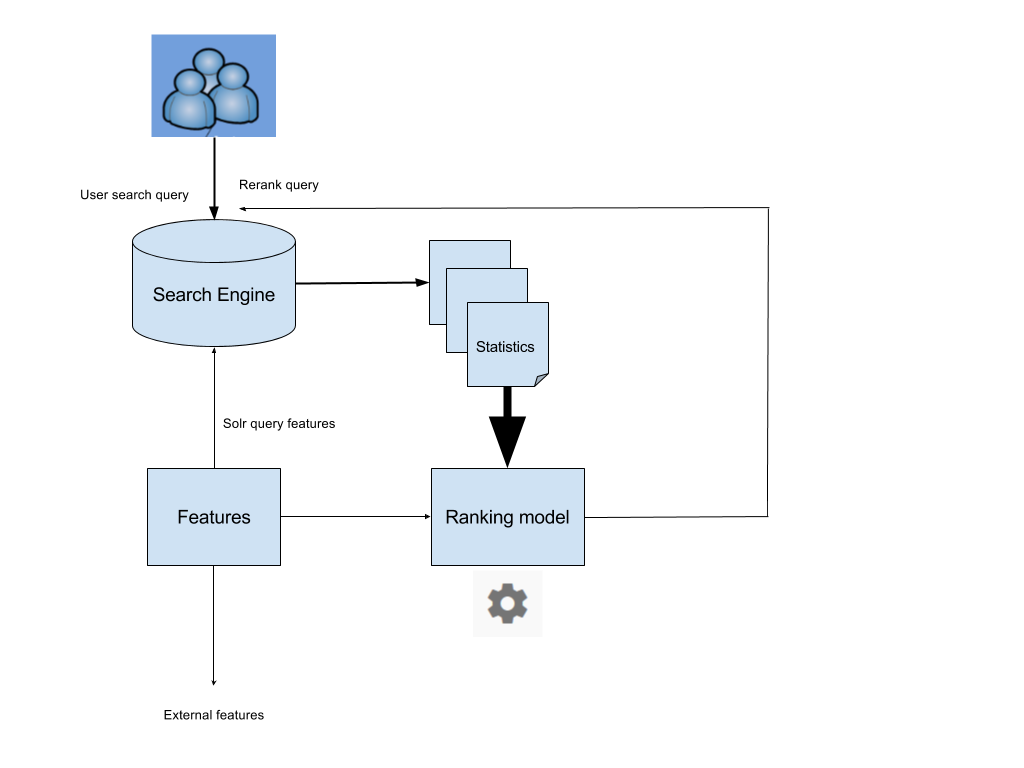 User search query
Rerank query
Search Engine
Statistics
Solr query features
Features
Ranking model
External features